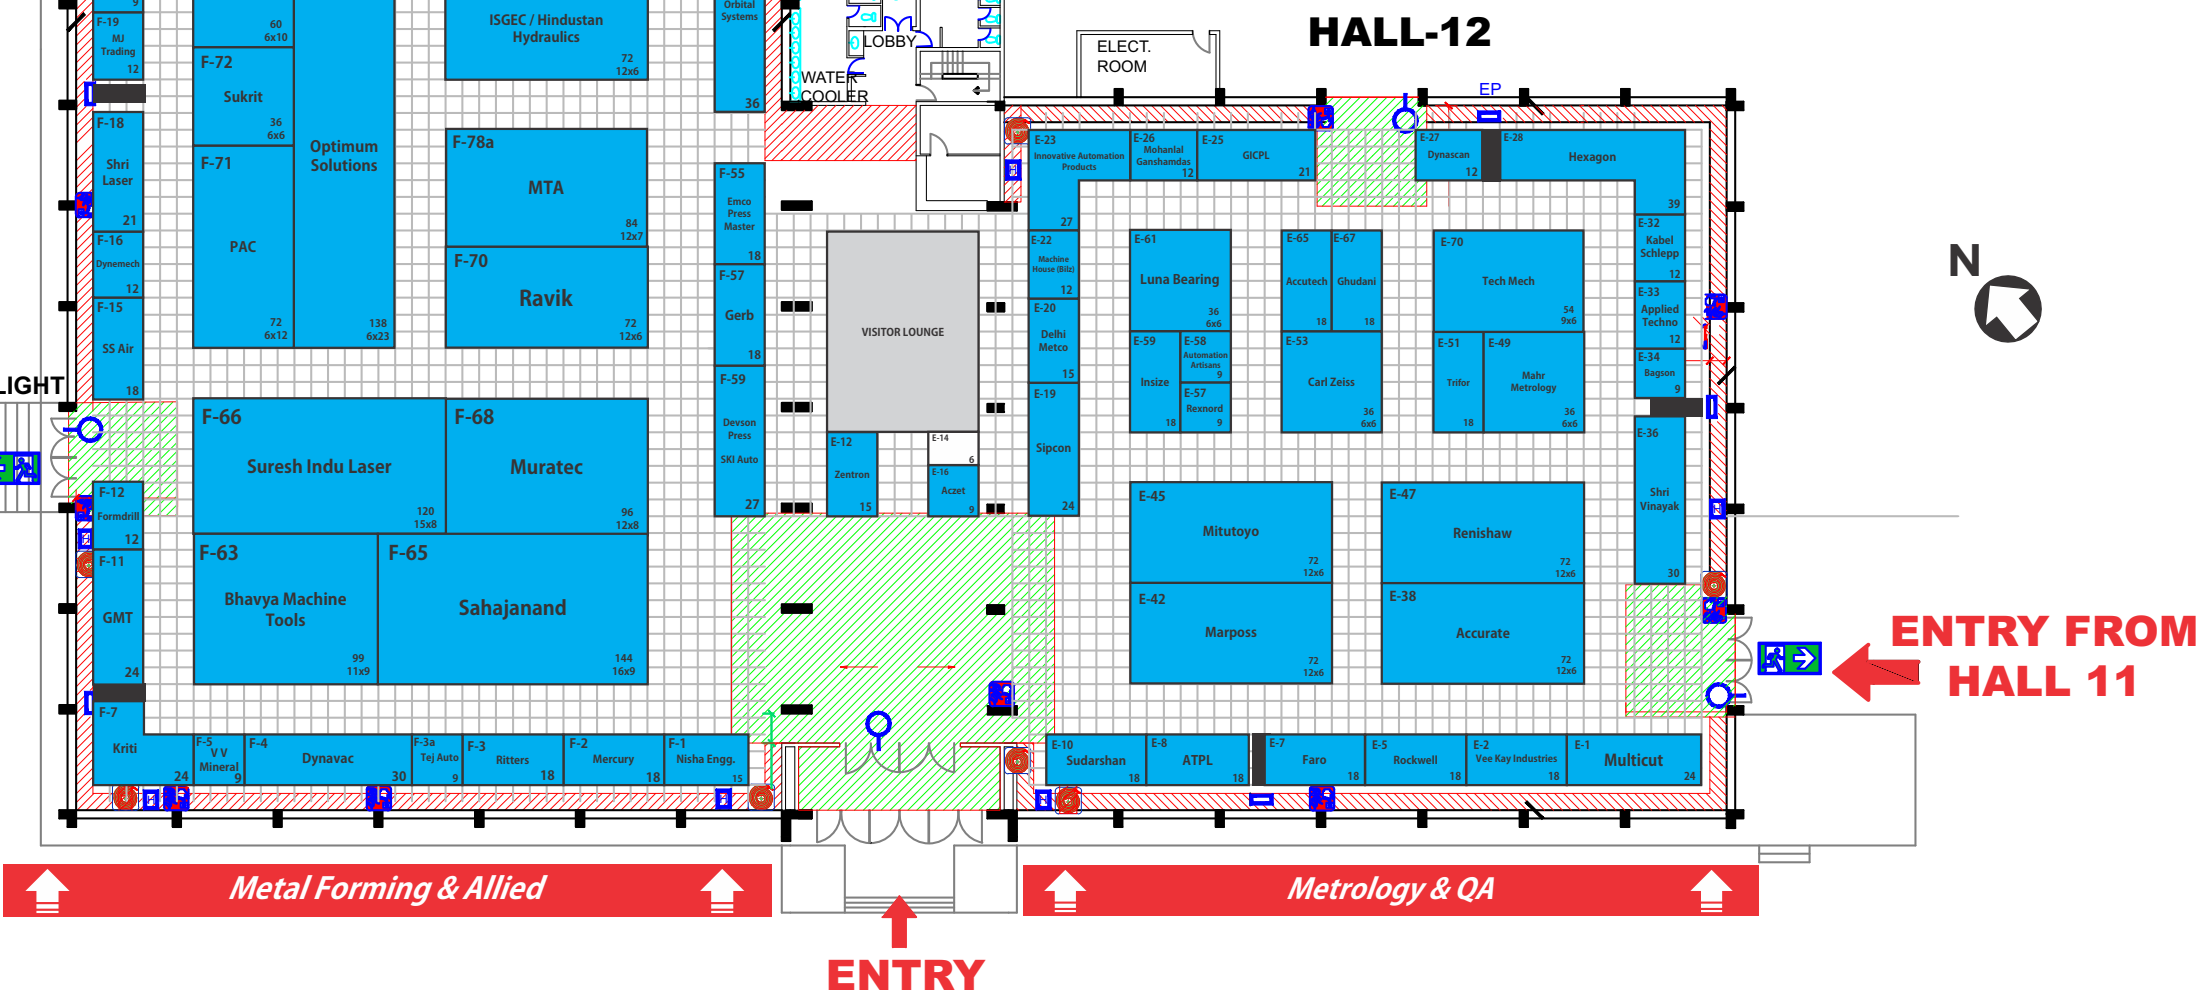 HALL-12
9
F-19
MJ
Trading
12
60
6x10
F-72
Sukrit
36
6x6
F-71
PAC
72
6x12
Optimum
Solutions
138
6x23
ISGEC / Hindustan
Hydraulics
72
12x6
Orbital
Systems
36
LOBBY
WATER
COOLER
ELECT.
ROOM
EP
F-18
Shri
Laser
21
F-16
Dynemech
12
F-15
SS Air
18
F-78a
MTA
84
12x7
F-70
Ravik
72
12x6
F-55
Emco
Press
Master
18
F-57
Gerb
18
F-59
Devson
Press
SKI Auto
27
VISITOR LOUNGE
E-12
Zentron
15
E-14
6
E-16
Aczet
9
LIGHT
F-66
Suresh Indu Laser
120
15x8
F-68
Muratec
96
12x8
F-12
Formdrill
12
F-11
GMT
24
F-63
Bhavya Machine
Tools
99
11x9
F-65
Sahajanand
144
16x9
F-7
Kriti
24
F-5
V V
Mineral
9
F-4
Dynavac
30
F-3a
Tej Auto
9
F-3
Ritters
18
F-2
Mercury
18
F-1
Nisha Engg.
15
E-23
Innovative Automation
Products
27
E-26
Mohanlal
Ganshamdas
12
E-25
GICPL
21
E-27
Dynascan
12
E-28
Hexagon
39
E-22
Machine
House (Bilz)
12
E-20
Delhi
Metco
15
E-19
Sipcon
24
E-61
Luna Bearing
36
6x6
E-59
Insize
18
E-58
Automation
Artisans
9
E-57
Rexnord
9
E-65
Accutech
18
E-67
Ghudani
18
E-53
Carl Zeiss
36
6x6
E-70
Tech Mech
54
9x6
E-51
Trifor
18
E-49
Mahr
Metrology
36
6x6
E-32
Kabel
Schlepp
12
E-33
Applied
Techno
12
E-34
Bagson
9
E-36
Shri
Vinayak
30
E-45
Mitutoyo
72
12x6
E-47
Renishaw
72
12x6
E-42
Marposs
72
12x6
E-38
Accurate
72
12x6
E-10
Sudarshan
18
E-8
ATPL
18
E-7
Faro
18
E-5
Rockwell
18
E-2
Vee Kay Industries
18
E-1
Multicut
24
N
ENTRY FROM
HALL 11
Metal Forming & Allied
Metrology & QA
ENTRY